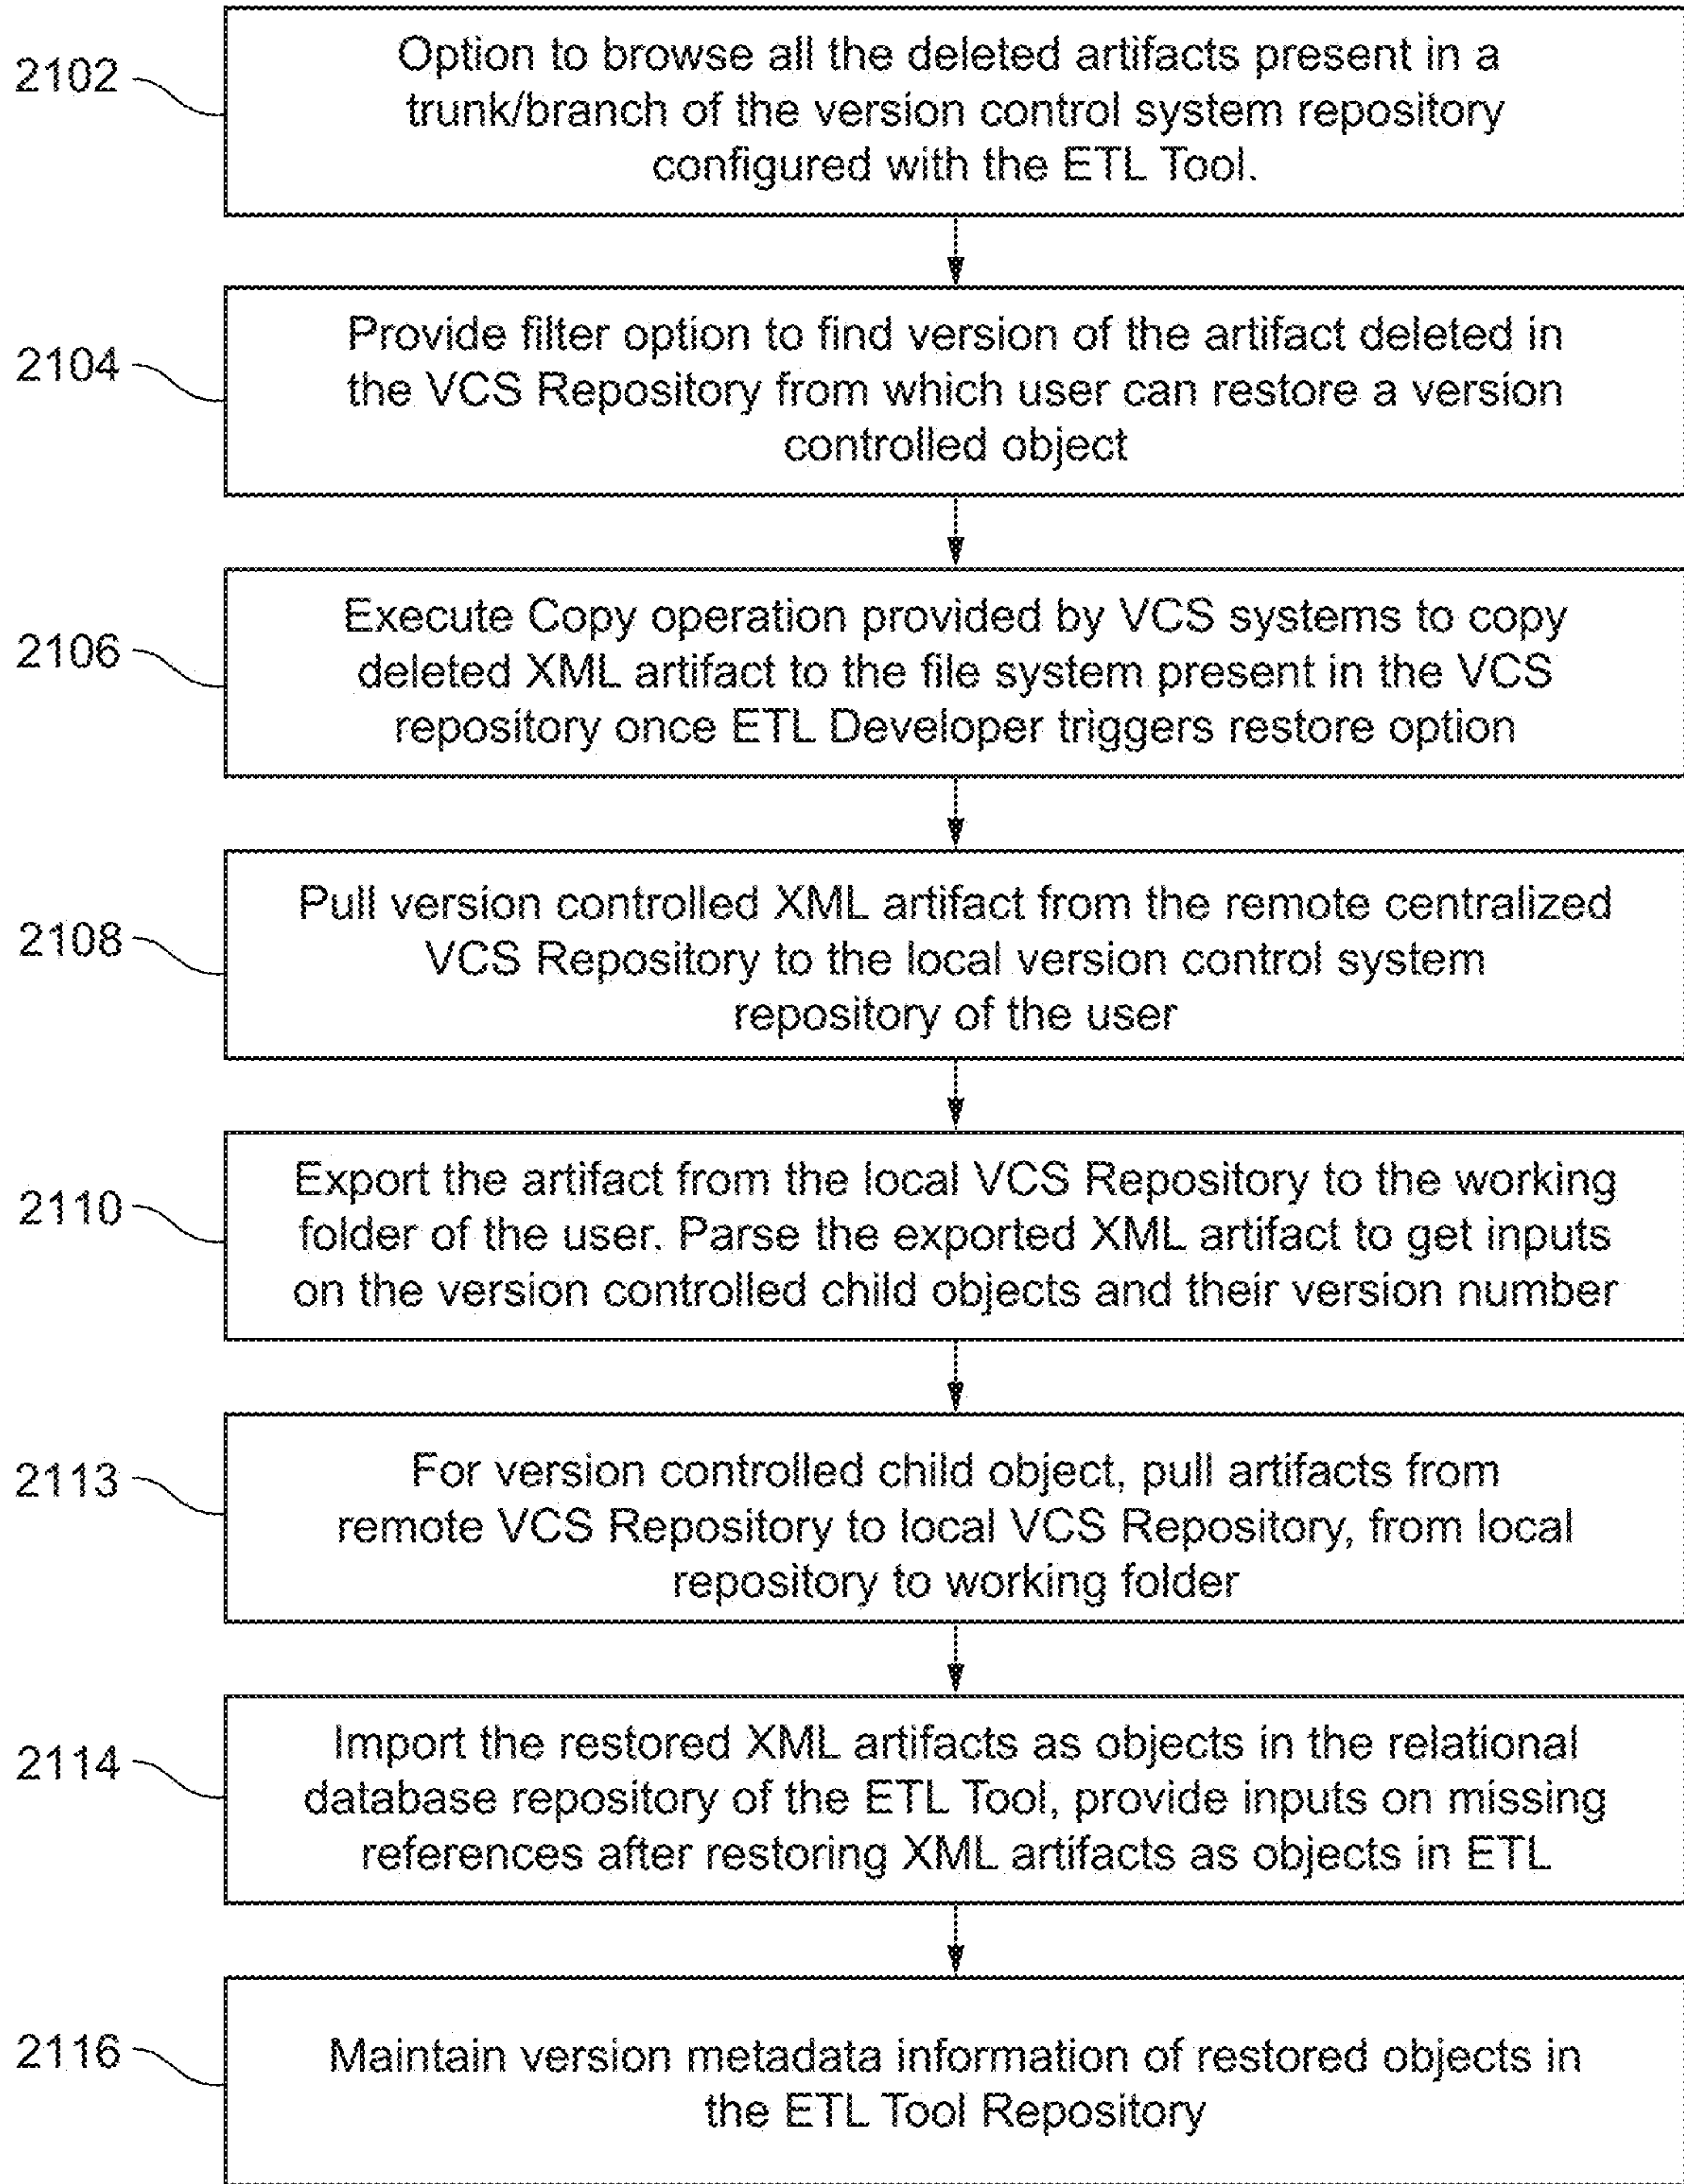 2102
Option to browse all the deleted artifacts present in a
trunk/branch of the version control system repository
configured with the ETL Tool.
2104
Provide filter option to find version of the artifact deleted in
the VCS Repository from which user can restore a version
controlled object
2106
Execute Copy operation provided by VCS systems to copy
deleted XML artifact to the file system present in the VCS
repository once ETL Developer triggers restore option
2108
Pull version controlled XML artifact from the remote centralized
VCS Repository to the local version control system
repository of the user
2110
Export the artifact from the local VCS Repository to the working
folder of the user. Parse the exported XML artifact to get inputs
on the version controlled child objects and their version number
2113
For version controlled child object, pull artifacts from
remote VCS Repository to local VCS Repository, from local
repository to working folder
2114
Import the restored XML artifacts as objects in the relational
database repository of the ETL Tool, provide inputs on missing
references after restoring XML artifacts as objects in ETL
2116
Maintain version metadata information of restored objects in
the ETL Tool Repository